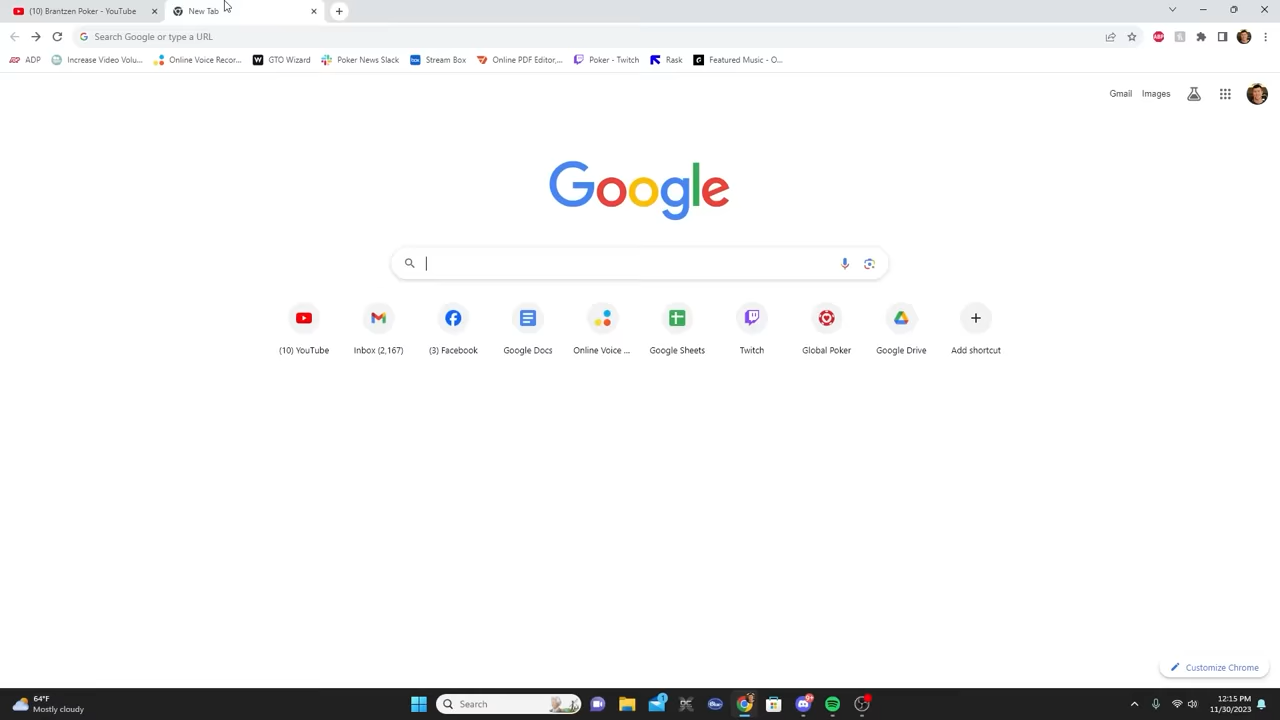 (10) Brantzen Poker - YouTube
New Tab
Search Google or type a URL
ADP
Increase Video Volu...
Online Voice Recor...
GTO Wizard
Poker News Slack
Stream Box
Online PDF Editor,...
Poker - Twitch
Rask
Featured Music - O...
Gmail
Images
Google
(10) YouTube
Inbox (2,167)
(3) Facebook
Google Docs
Online Voice ...
Google Sheets
Twitch
Global Poker
Google Drive
Add shortcut
Customize Chrome
64°F
Mostly cloudy
Search
12:15 PM
11/30/2023